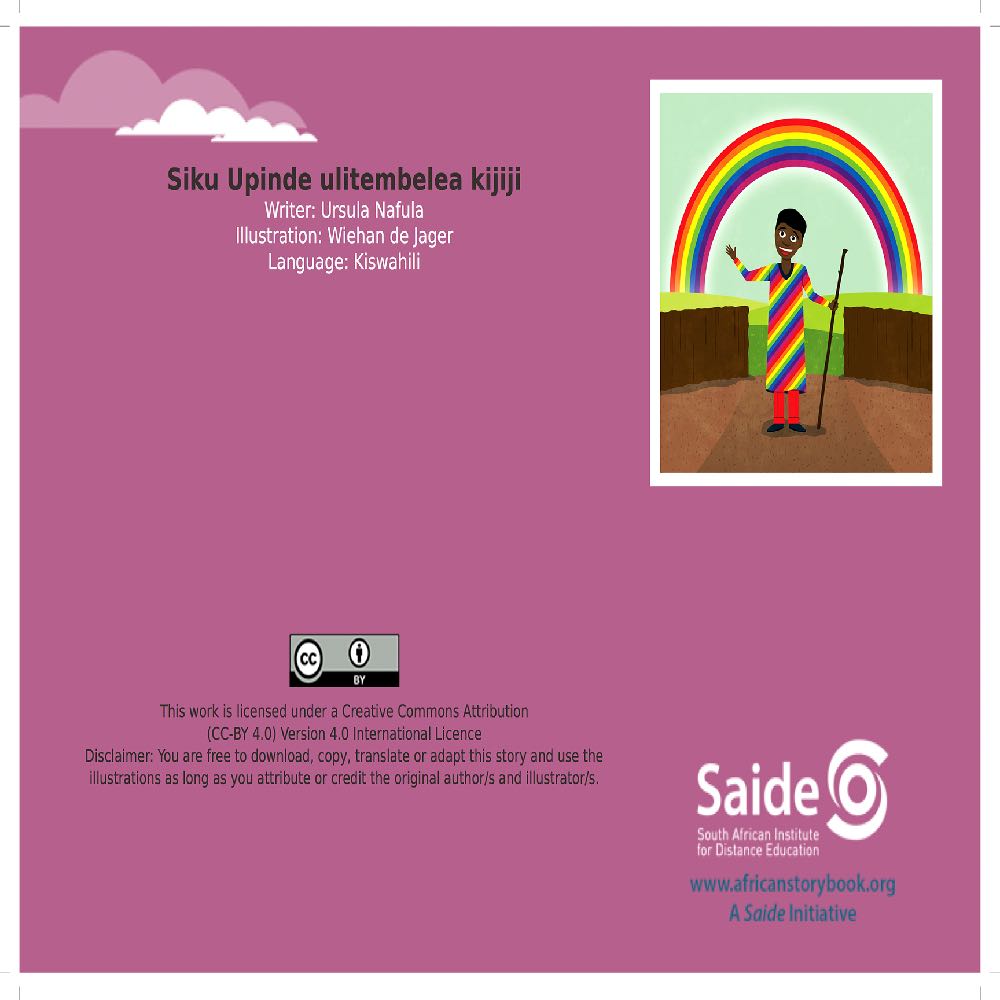 Siku Upinde ulitembelea kijiji
Writer: Ursula Nafula
Illustration: Wiehan de Jager
Language: Kiswahili
cc
BY
This work is licensed under a Creative Commons Attribution
(CC-BY 4.0) Version 4.0 International Licence
Disclaimer: You are free to download, copy, translate or adapt this story and use the
illustrations as long as you attribute or credit the original author/s and illustrator/s.
Saide
South African Institute
for Distance Education
www.africanstorybook.org
A Saide Initiative